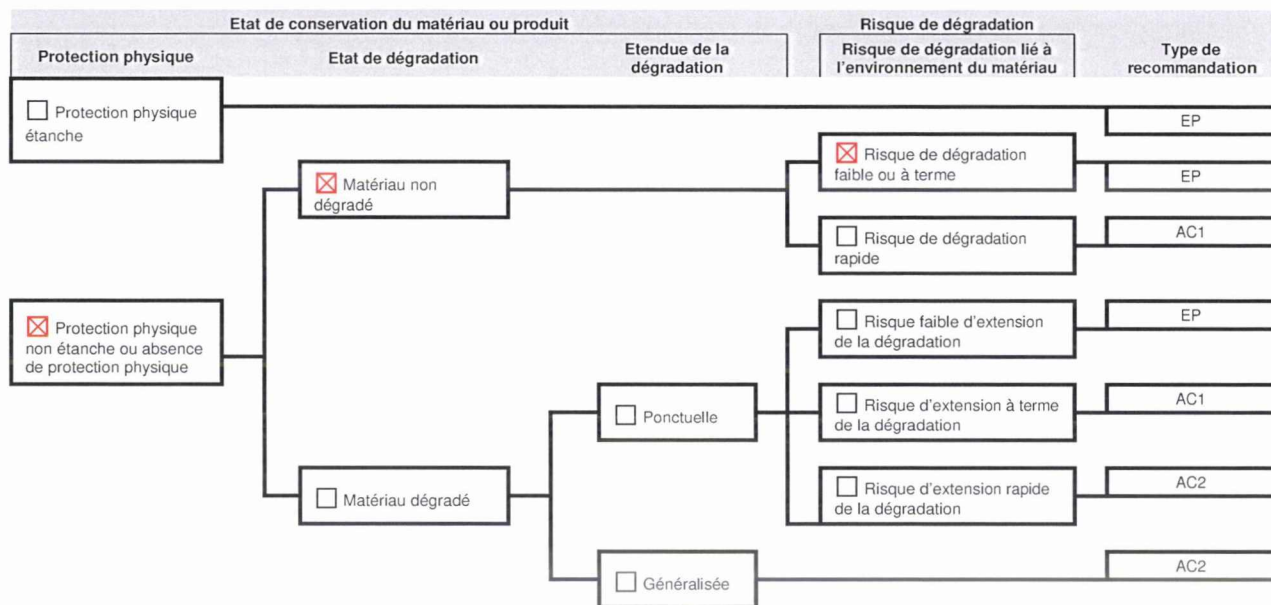 Etat de conservation du matériau ou produit
Risque de dégradation
Protection physique
Etat de dégradation
Etendue de la
dégradation
Risque de dégradation lié à
l'environnement du matériau
Type de
recommandation
Protection physique
étanche
EP
Matériau non
dégradé
Risque de dégradation
faible ou à terme
EP
Risque de dégradation
rapide
AC1
Protection physique
non étanche ou absence
de protection physique
Risque faible d'extension
de la dégradation
EP
Ponctuelle
Risque d'extension à terme
de la dégradation
AC1
Matériau dégradé
Risque d'extension rapide
de la dégradation
AC2
Généralisée
AC2